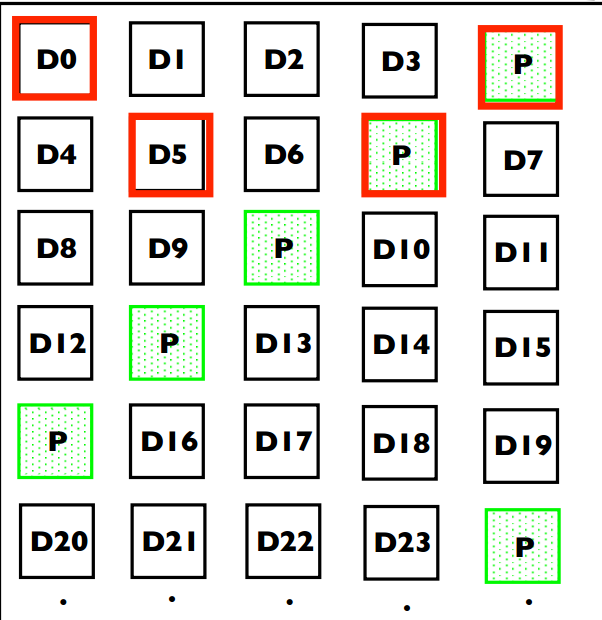 D0 D1 D2 D3 P
D4 D5 D6 P D7
D8 D9 P D10 D11
D12 P D13 D14 D15
P D16 D17 D18 D19
D20 D21 D22 D23 P
. . . . .